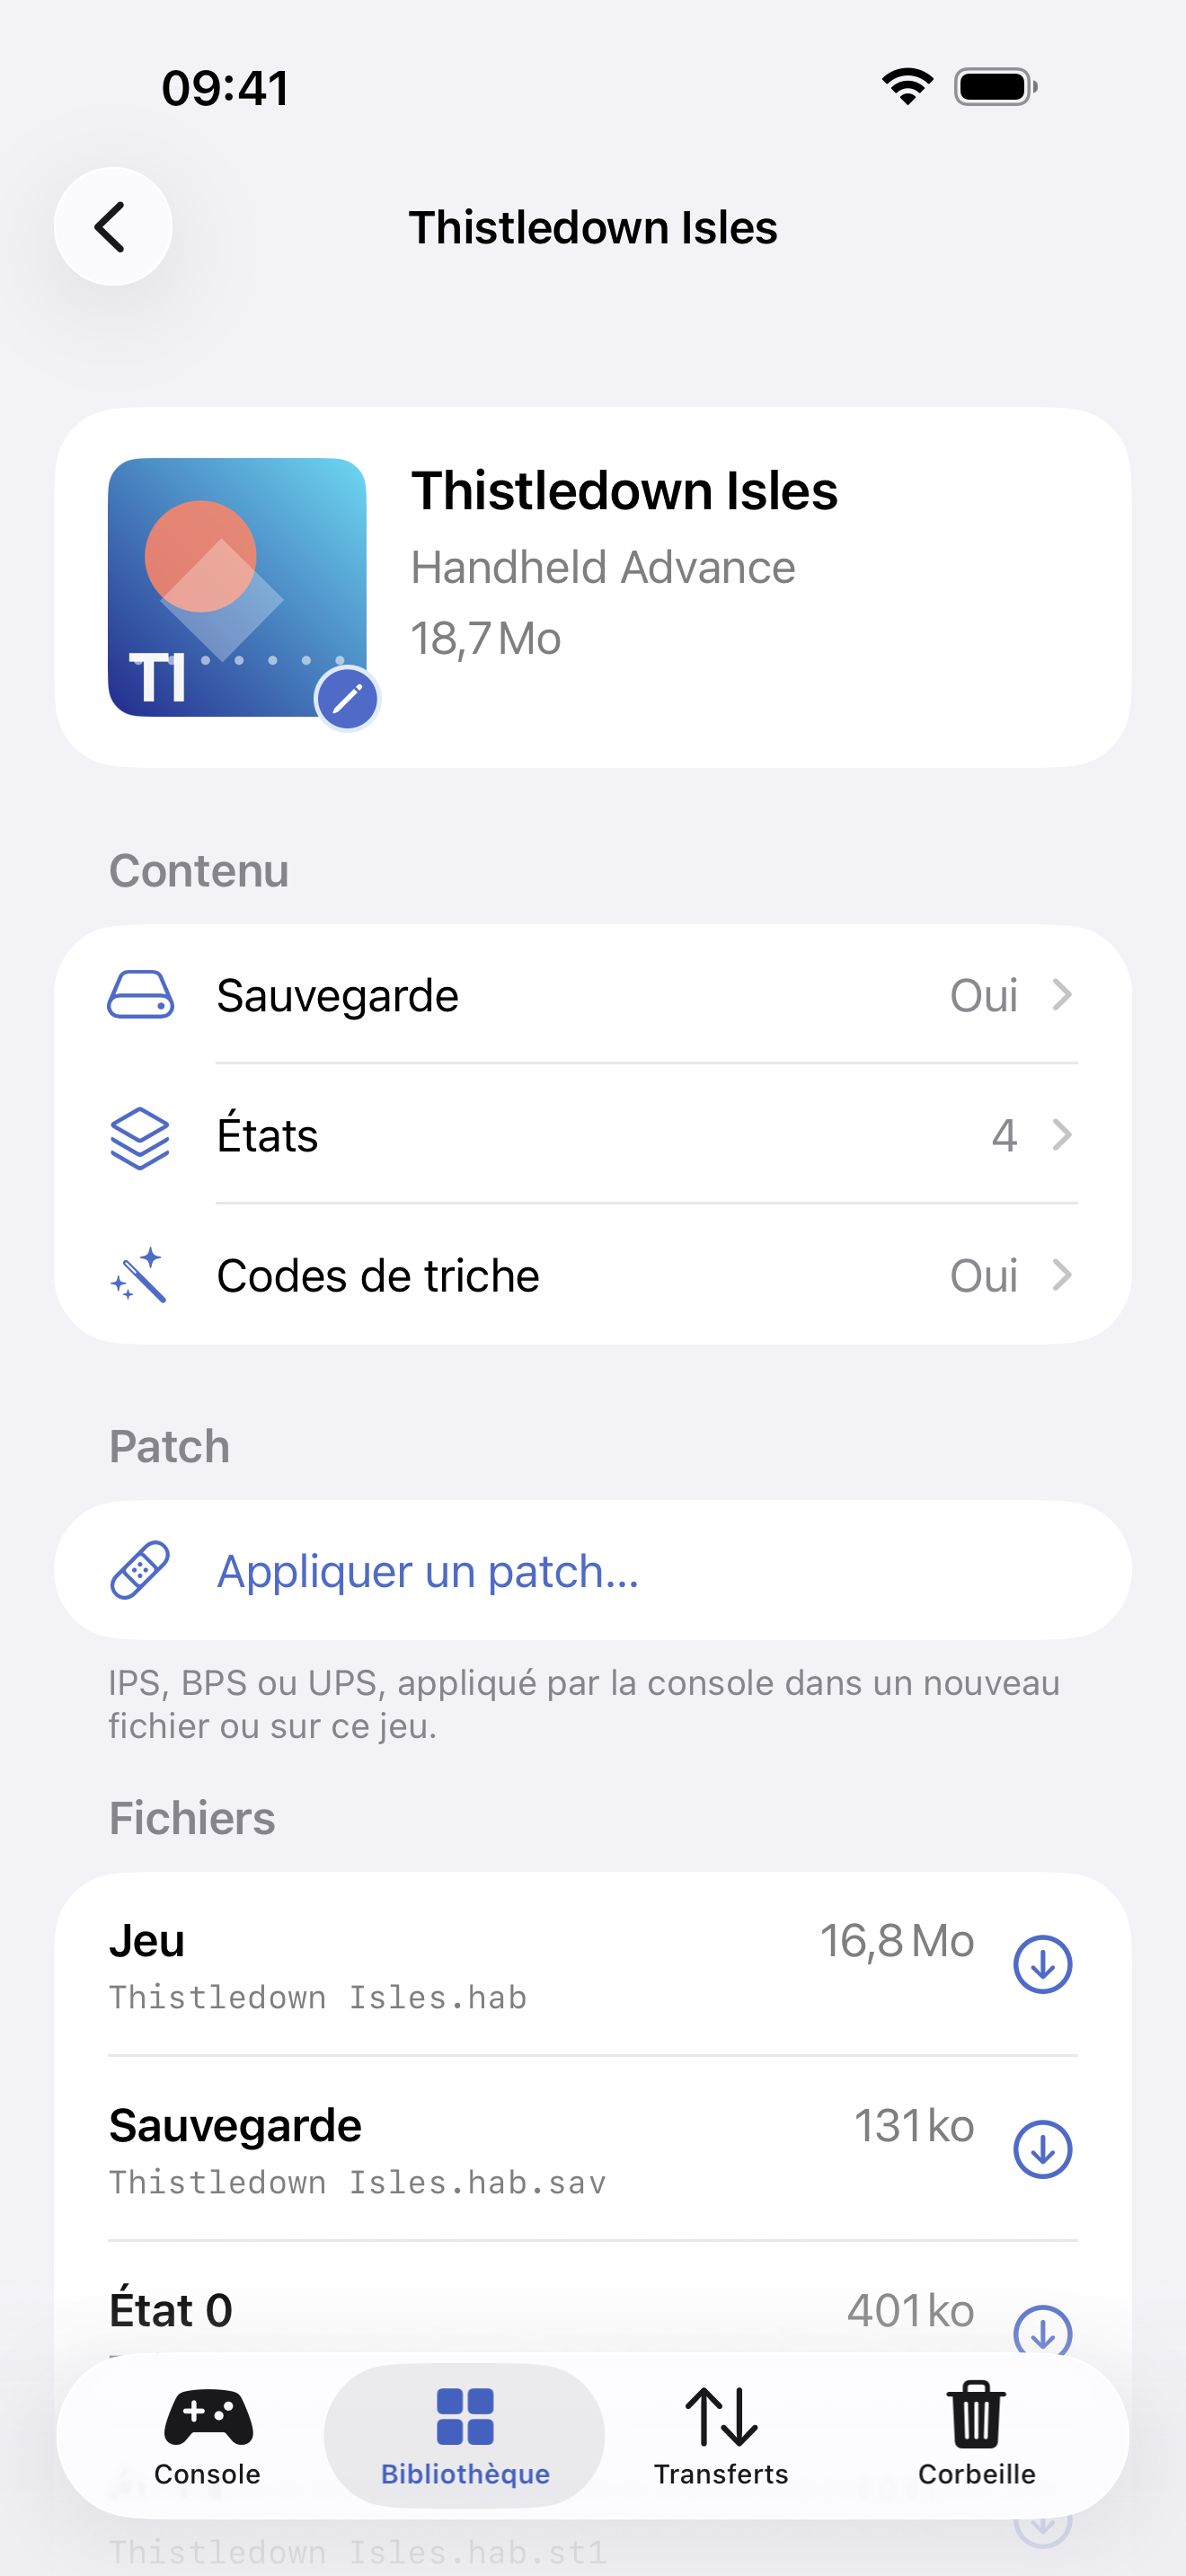 09:41
Thistledown Isles
Thistledown Isles
Handheld Advance
18,7 Mo
TI
Contenu
Sauvegarde Oui
États 4
Codes de triche Oui
Patch
Appliquer un patch...
IPS, BPS ou UPS, appliqué par la console dans un nouveau
fichier ou sur ce jeu.
Fichiers
Jeu 16,8 Mo
Thistledown Isles.hab
Sauvegarde 131 ko
Thistledown Isles.hab.sav
État 0 401 ko
Console Bibliothèque Transferts Corbeille
Thistledown Isles.hab.st1